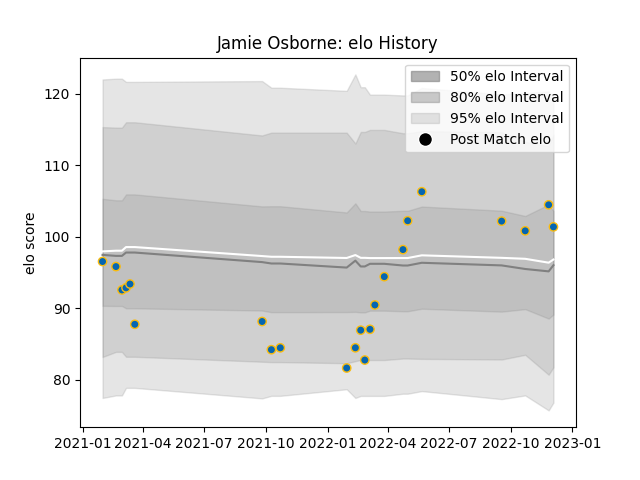 Jamie Osborne: elo History
50% elo Interval
80% elo Interval
95% elo Interval
Post Match elo
elo score
120
110
100
90
80
2021-01 2021-04 2021-07 2021-10 2022-01 2022-04 2022-07 2022-10 2023-01